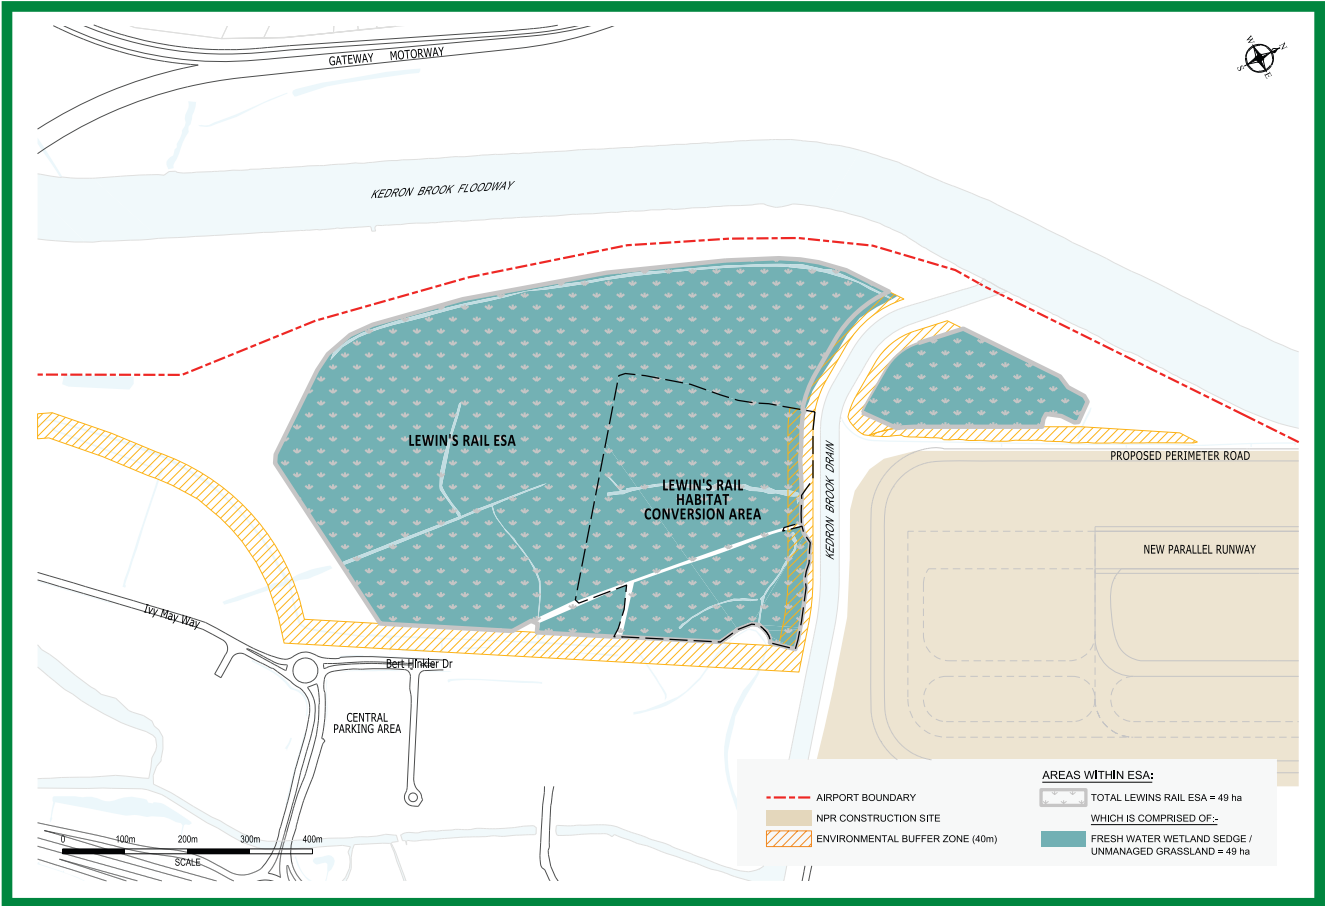 GATEWAY MOTORWAY
W
N
S
E
KEDRON BROOK FLOODWAY
LEWIN'S RAIL ESA
LEWIN'S RAIL
HABITAT
CONVERSION AREA
KEDRON BROOK DRAIN
PROPOSED PERIMETER ROAD
NEW PARALLEL RUNWAY
Ivy May Way
Bert Hinkler Dr
CENTRAL
PARKING AREA
0 100m 200m 300m 400m
SCALE
AIRPORT BOUNDARY
NPR CONSTRUCTION SITE
ENVIRONMENTAL BUFFER ZONE (40m)
AREAS WITHIN ESA:
TOTAL LEWINS RAIL ESA = 49 ha
WHICH IS COMPRISED OF:-
FRESH WATER WETLAND SEDGE /
UNMANAGED GRASSLAND = 49 ha